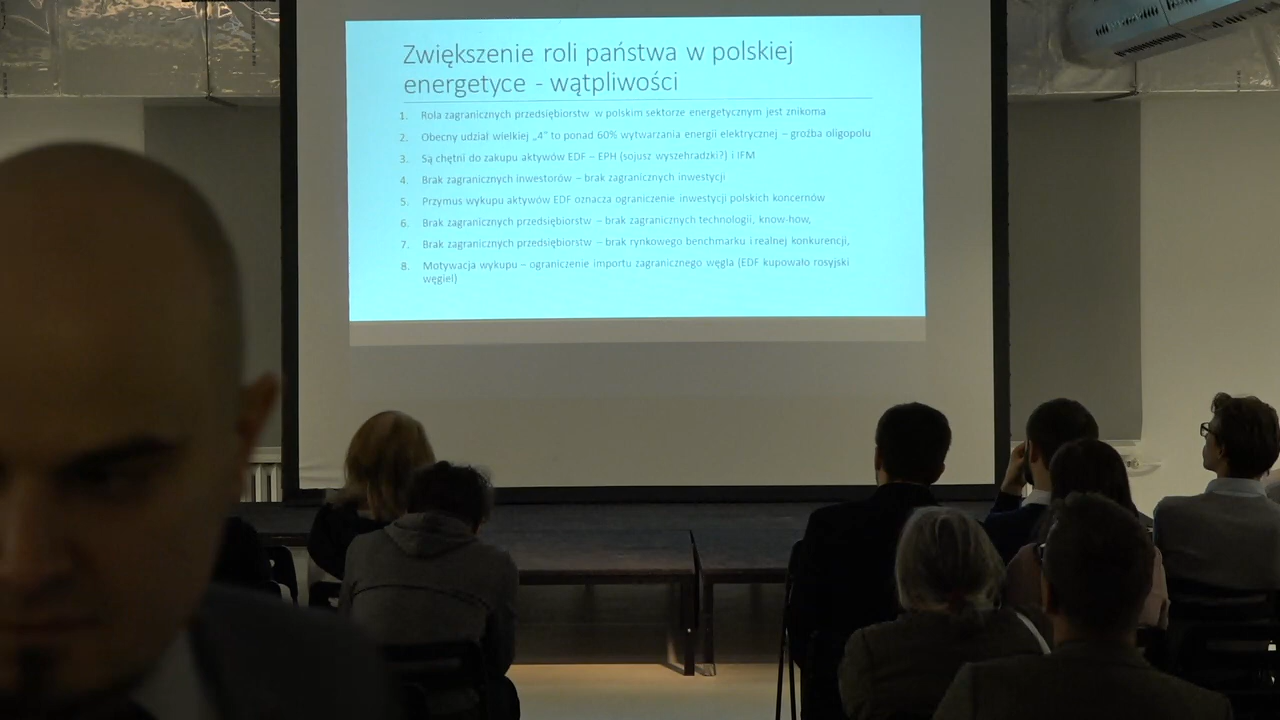 Zwiększenie roli państwa w polskiej
energetyce - wątpliwości
1. Rola zagranicznych przedsiębiorstw w polskim sektorze energetycznym jest znikoma
2. Obecny udział wielkiej „4” to ponad 60% wytwarzania energii elektrycznej – groźba oligopolu
3. Są chętni do zakupu aktywów EDF – EPH (sojusz wyszehradzki?) i IFM
4. Brak zagranicznych inwestorów – brak zagranicznych inwestycji
5. Przymus wykupu aktywów EDF oznacza ograniczenie inwestycji polskich koncernów
6. Brak zagranicznych przedsiębiorstw – brak zagranicznych technologii, know-how,
7. Brak zagranicznych przedsiębiorstw – brak rynkowego benchmarku i realnej konkurencji,
8. Motywacja wykupu – ograniczenie importu zagranicznego węgla (EDF kupowało rosyjski
węgiel)